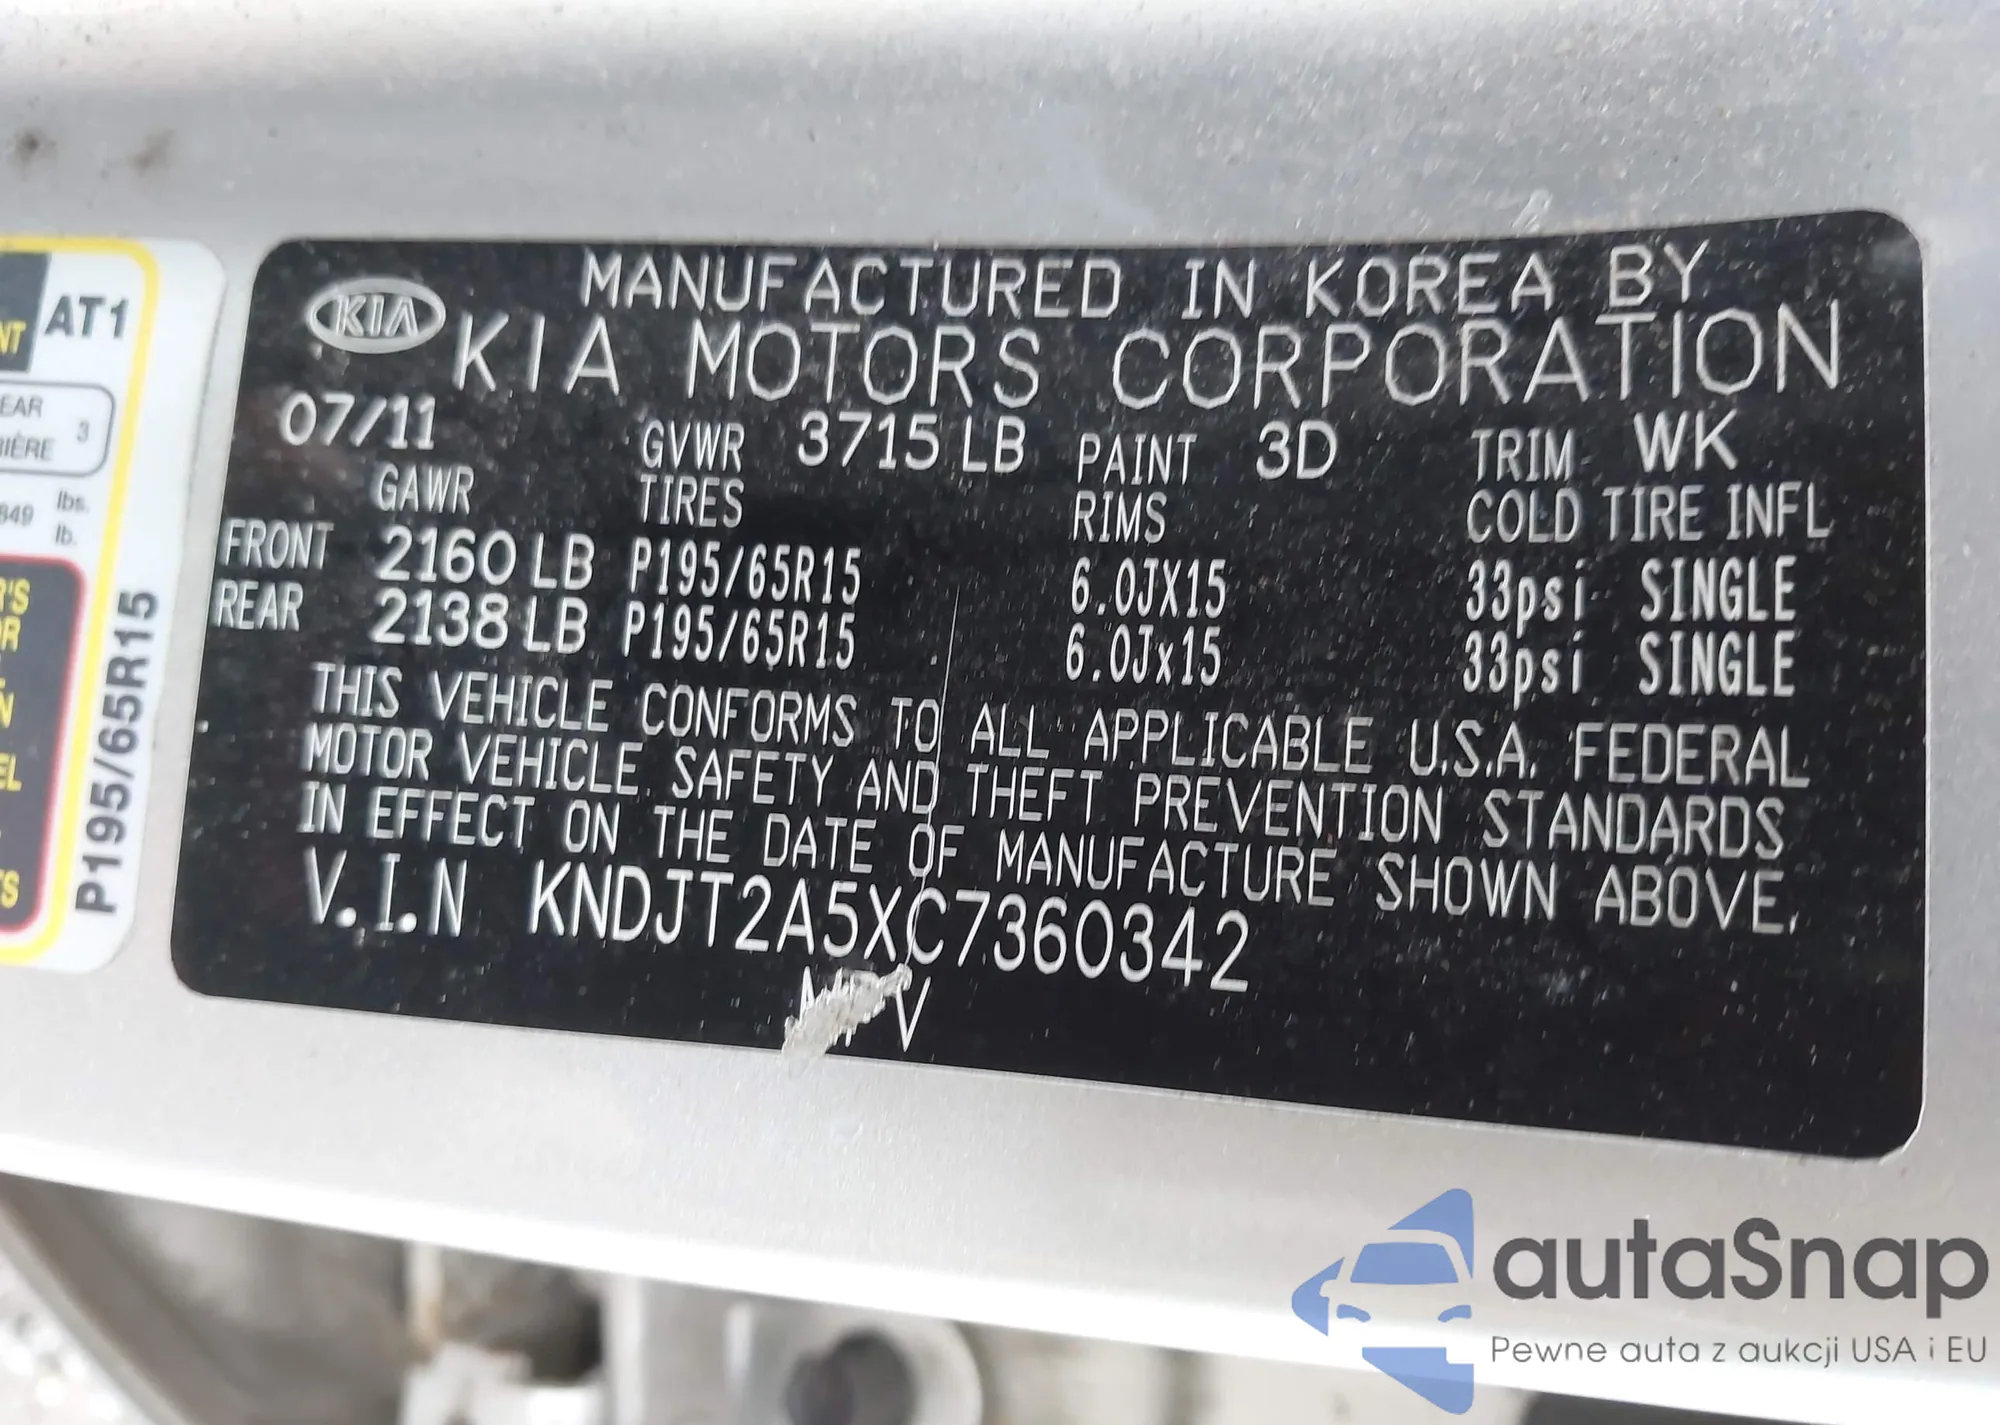 KIA
MANUFACTURED IN KOREA BY
KIA MOTORS CORPORATION
07/11 GVWR 3715 LB PAINT 3D TRIM WK
GAWR TIRES RIMS COLD TIRE INFL
FRONT 2160 LB P195/65R15 6.0JX15 33psi SINGLE
REAR 2138 LB P195/65R15 6.0Jx15 33psi SINGLE
THIS VEHICLE CONFORMS TO ALL APPLICABLE U.S.A. FEDERAL
MOTOR VEHICLE SAFETY AND THEFT PREVENTION STANDARDS
IN EFFECT ON THE DATE OF MANUFACTURE SHOWN ABOVE.
V.I.N KNDJT2A5XC7360342
AT1
3
lbs.
lb.
P195/65R15
autaSnap
Pewne auta z aukcji USA i EU